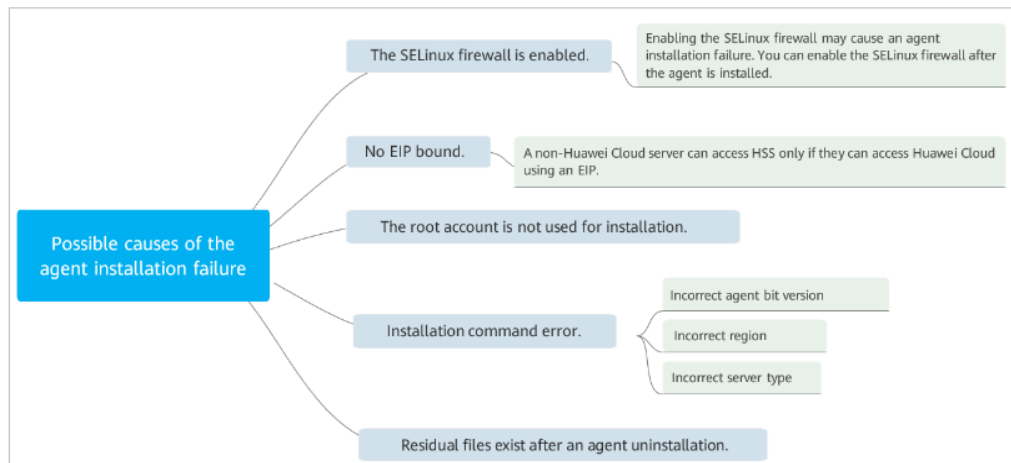 The SELinux firewall is enabled.
Enabling the SELinux firewall may cause an agent
installation failure. You can enable the SELinux firewall after
the agent is installed.
No EIP bound.
A non-Huawei Cloud server can access HSS only if they can access Huawei Cloud
using an EIP.
Possible causes of the
agent installation failure
The root account is not used for installation.
Installation command error.
Incorrect agent bit version
Incorrect region
Incorrect server type
Residual files exist after an agent uninstallation.